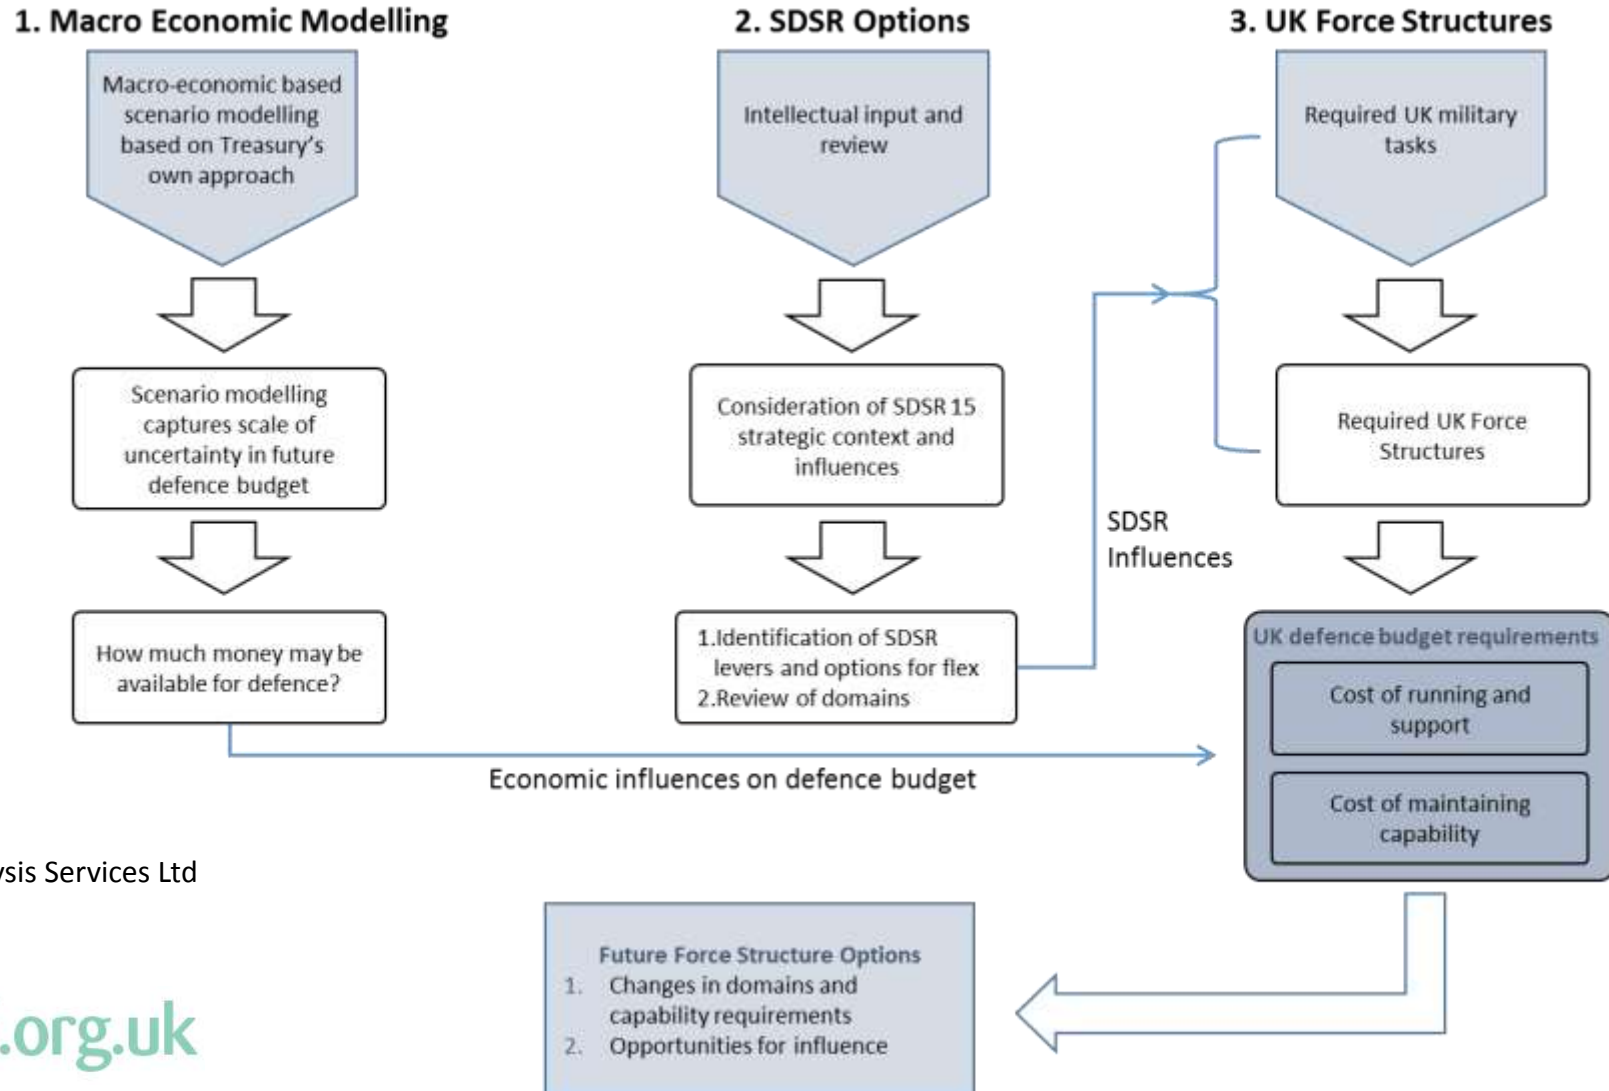 1. Macro Economic Modelling
Macro-economic based
scenario modelling
based on Treasury's
own approach
Scenario modelling
captures scale of
uncertainty in future
defence budget
How much money may be
available for defence?
2. SDSR Options
Intellectual input and
review
Consideration of SDSR 15
strategic context and
influences
1.Identification of SDSR
levers and options for flex
2.Review of domains
SDSR
Influences
Economic influences on defence budget
3. UK Force Structures
Required UK military
tasks
Required UK Force
Structures
UK defence budget requirements
Cost of running and
support
Cost of maintaining
capability
Future Force Structure Options
1. Changes in domains and
capability requirements
2. Opportunities for influence
Services Ltd
.org.uk